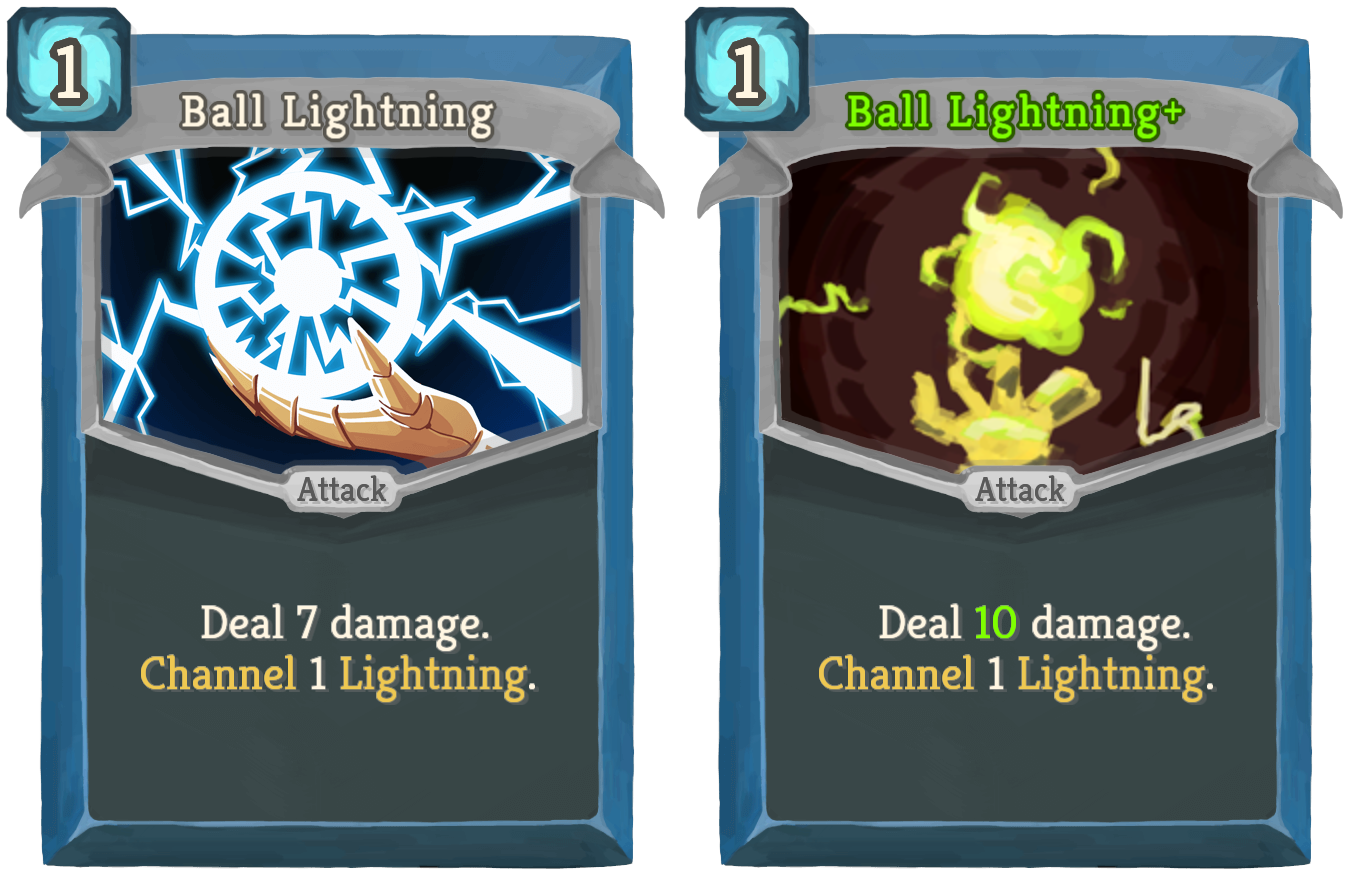 1
Ball Lightning
Attack
Deal 7 damage.
Channel 1 Lightning.
1
Ball Lightning+
Attack
Deal 10 damage.
Channel 1 Lightning.